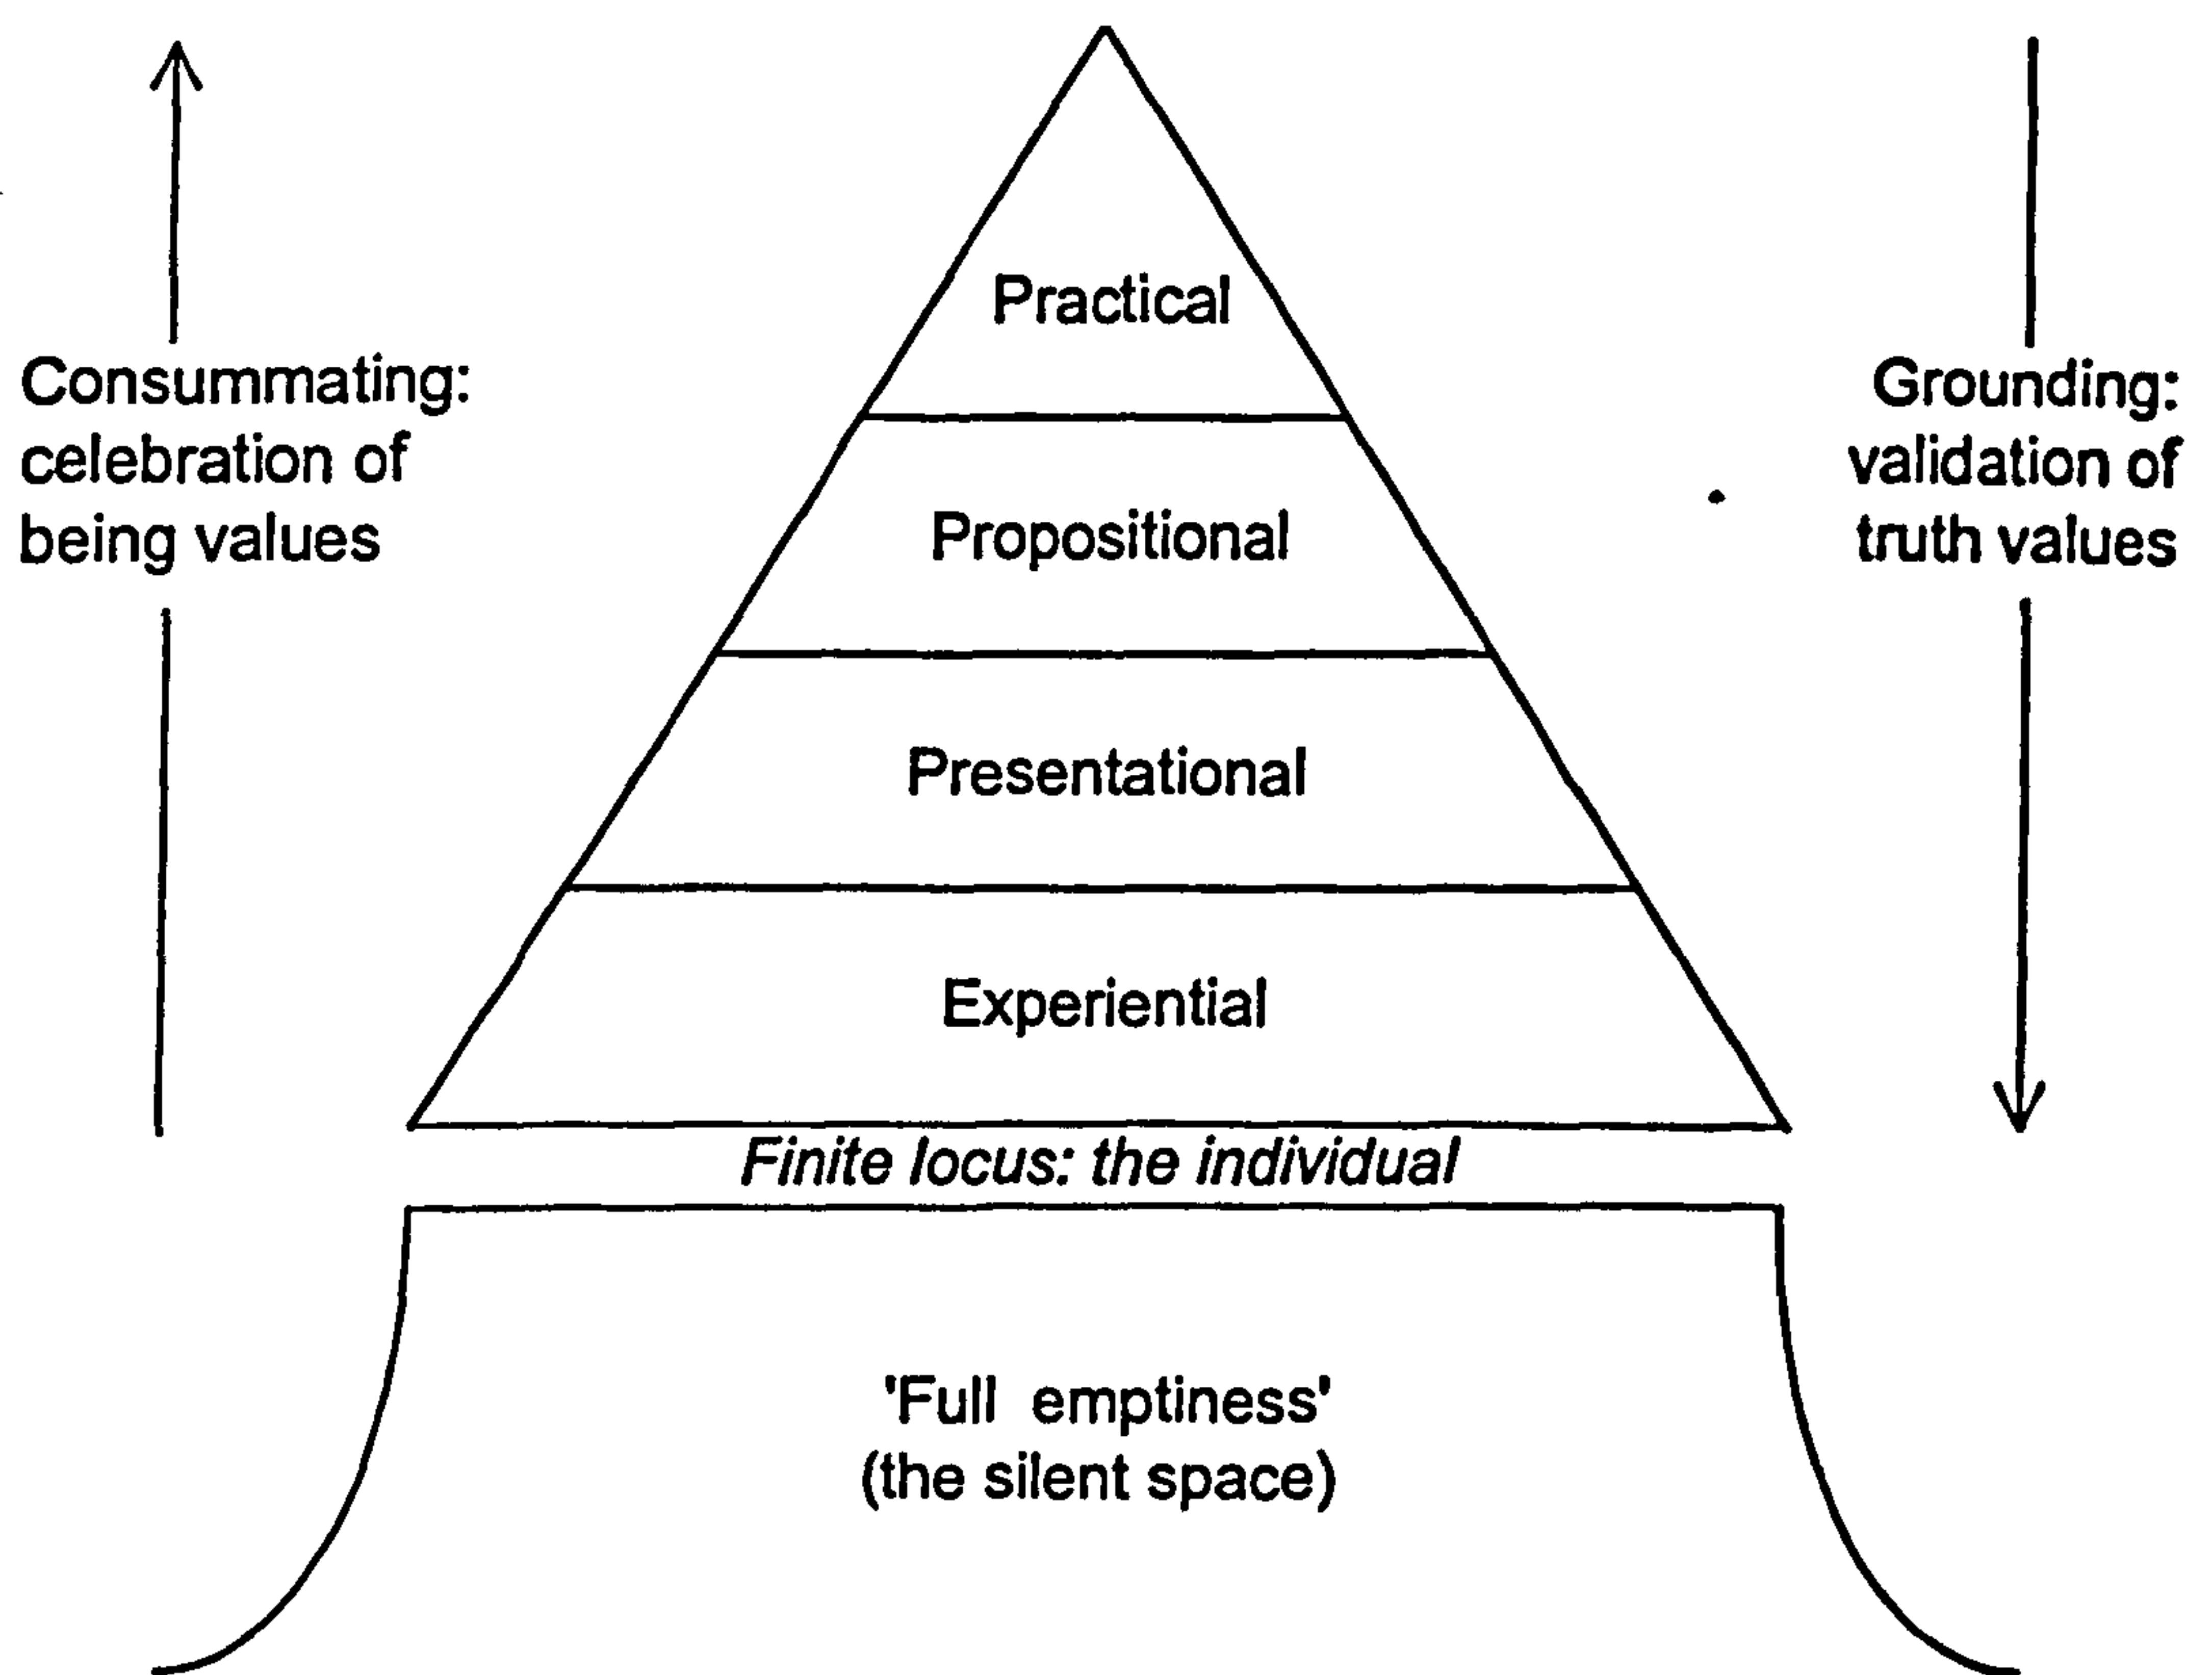 Practical
Consummating:
celebration of
being values
Grounding:
validation of
truth values
Propositional
Presentational
Experiential
Finite locus: the individual
'Full emptiness'
(the silent space)